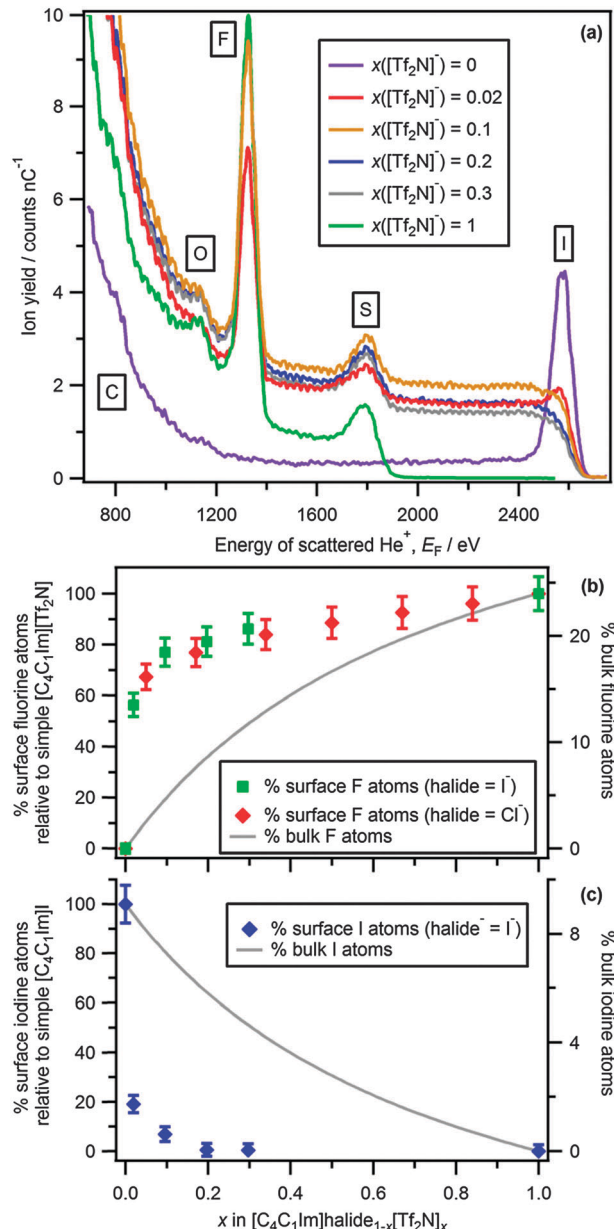 (a)
10
8
6
4
2
0
Ion yield / counts nC⁻¹
F
O
C
S
I
x([Tf₂N]⁻) = 0
x([Tf₂N]⁻) = 0.02
x([Tf₂N]⁻) = 0.1
x([Tf₂N]⁻) = 0.2
x([Tf₂N]⁻) = 0.3
x([Tf₂N]⁻) = 1
800 1200 1600 2000 2400
Energy of scattered He⁺, E_F / eV
(b)
100
80
60
40
20
0
% surface fluorine atoms
relative to simple [C₄C₁Im][Tf₂N]
20
10
0
% bulk fluorine atoms
% surface F atoms (halide = I⁻)
% surface F atoms (halide = Cl⁻)
% bulk F atoms
(c)
100
80
60
40
20
0
% surface iodine atoms
relative to simple [C₄C₁Im]I
8
4
0
% bulk iodine atoms
% surface I atoms (halide⁻ = I⁻)
% bulk I atoms
0.0 0.2 0.4 0.6 0.8 1.0
x in [C₄C₁Im]halide₁₋ₓ[Tf₂N]ₓ